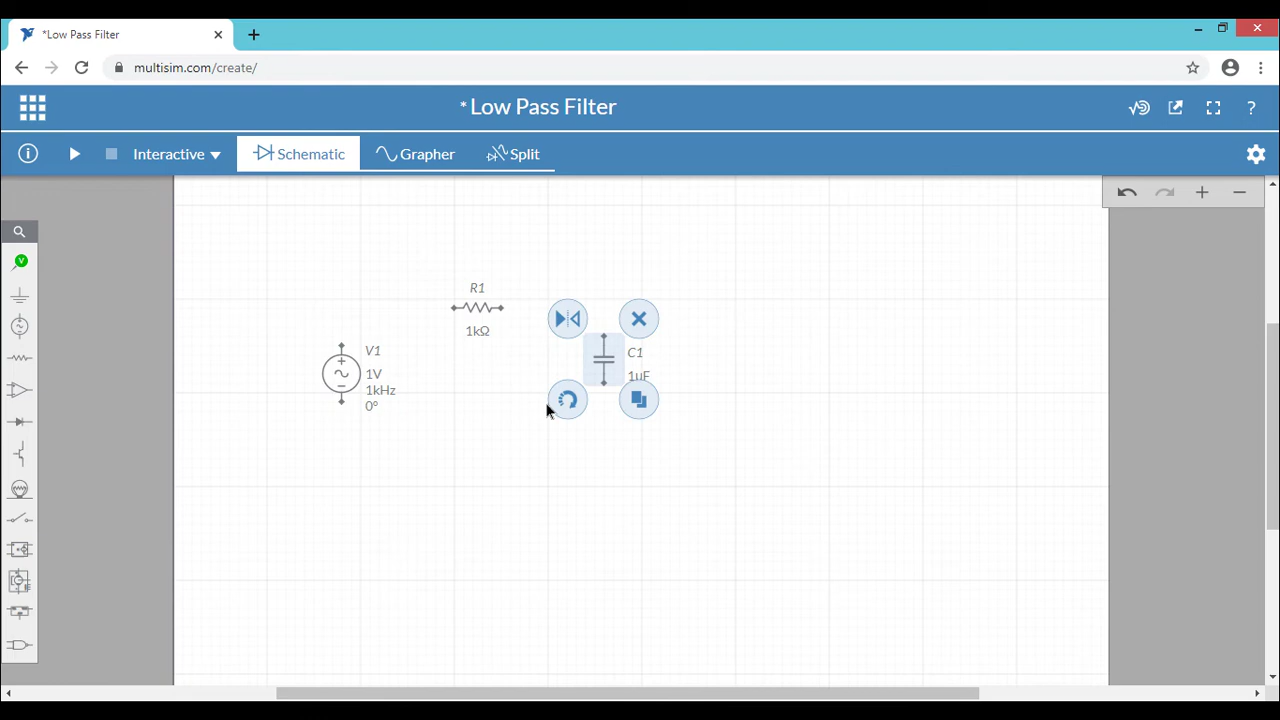 *Low Pass Filter
multisim.com/create/
* Low Pass Filter
?
Interactive
Schematic
Grapher
Split
V
R1
1kΩ
V1
1V
1kHz
0°
C1
1uF